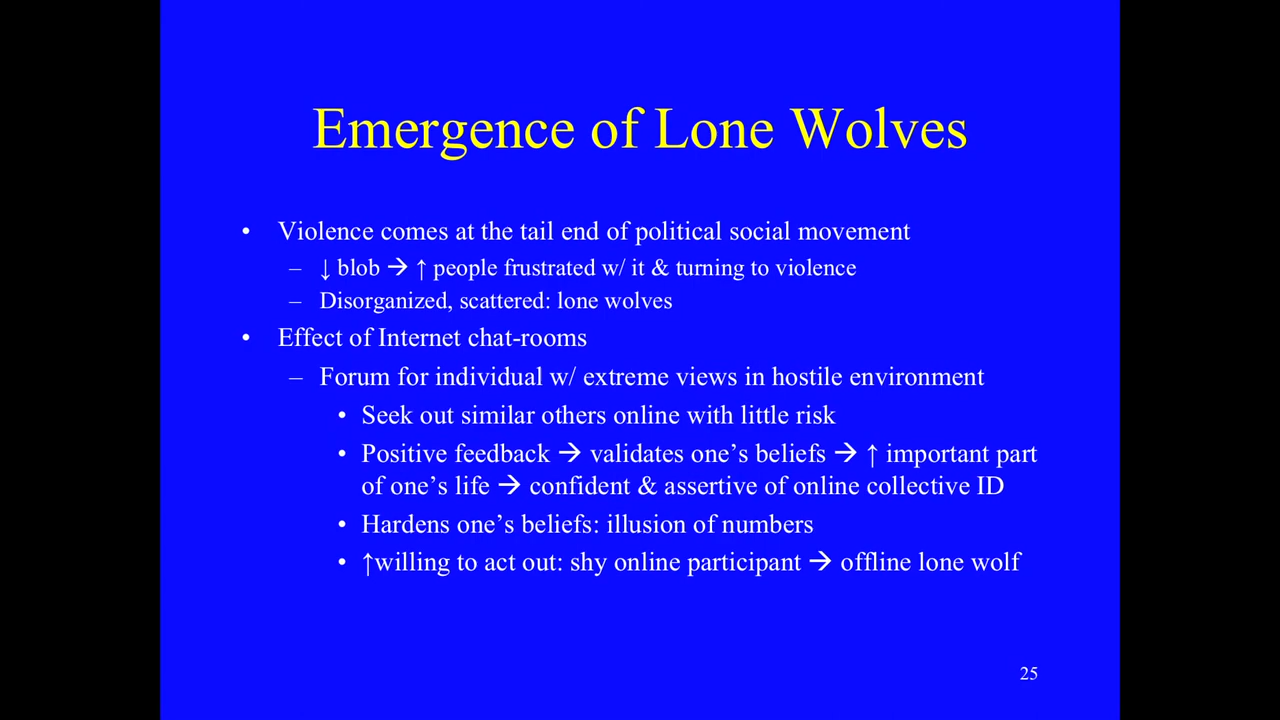 Emergence of Lone Wolves
• Violence comes at the tail end of political social movement
– ↓ blob → ↑ people frustrated w/ it & turning to violence
– Disorganized, scattered: lone wolves
• Effect of Internet chat-rooms
– Forum for individual w/ extreme views in hostile environment
• Seek out similar others online with little risk
• Positive feedback → validates one’s beliefs → ↑ important part
of one’s life → confident & assertive of online collective ID
• Hardens one’s beliefs: illusion of numbers
• ↑willing to act out: shy online participant → offline lone wolf
25